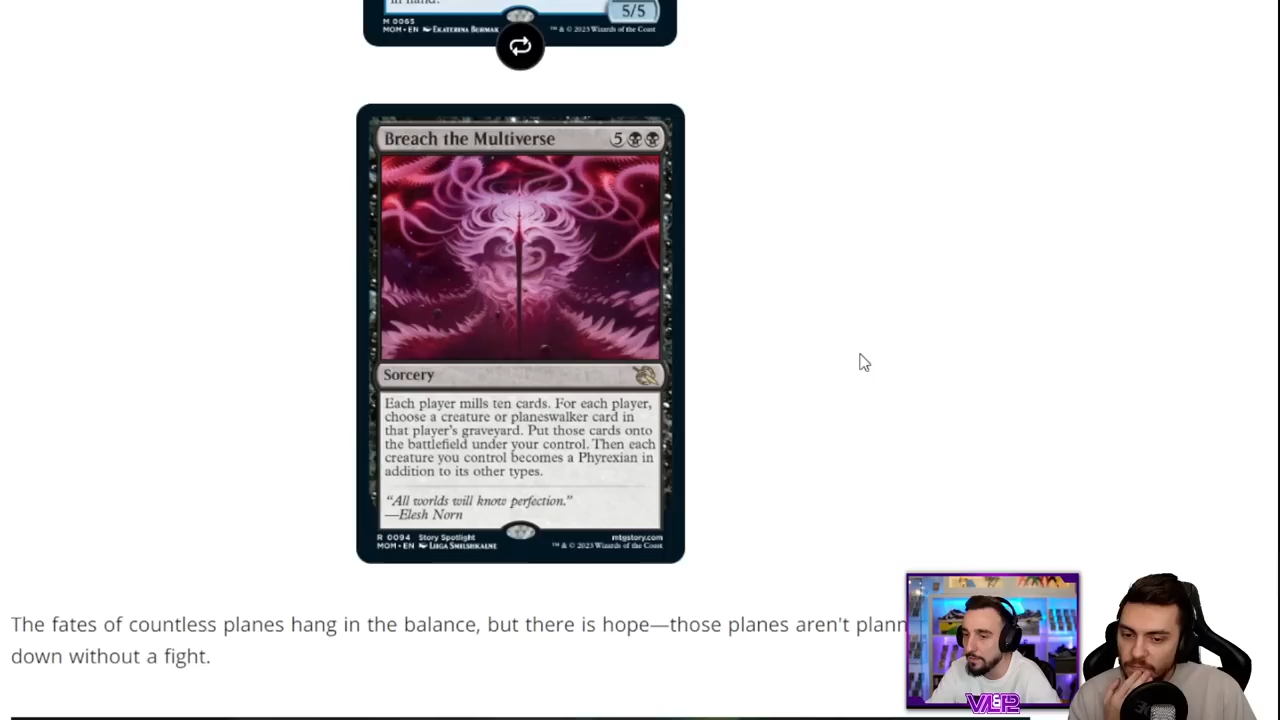 in hand.
5/5
M 0065
MOM • EN EKATERINA BURMAK
™ & © 2023 Wizards of the Coast
Breach the Multiverse 5
Sorcery
Each player mills ten cards. For each player,
choose a creature or planeswalker card in
that player's graveyard. Put those cards onto
the battlefield under your control. Then each
creature you control becomes a Phyrexian in
addition to its other types.
“All worlds will know perfection.”
—Elesh Norn
R 0094 Story Spotlight
mtgstory.com
MOM • EN LIIGA SMILSHKALNE
™ & © 2023 Wizards of the Coast
The fates of countless planes hang in the balance, but there is hope—those planes aren't plann
down without a fight.